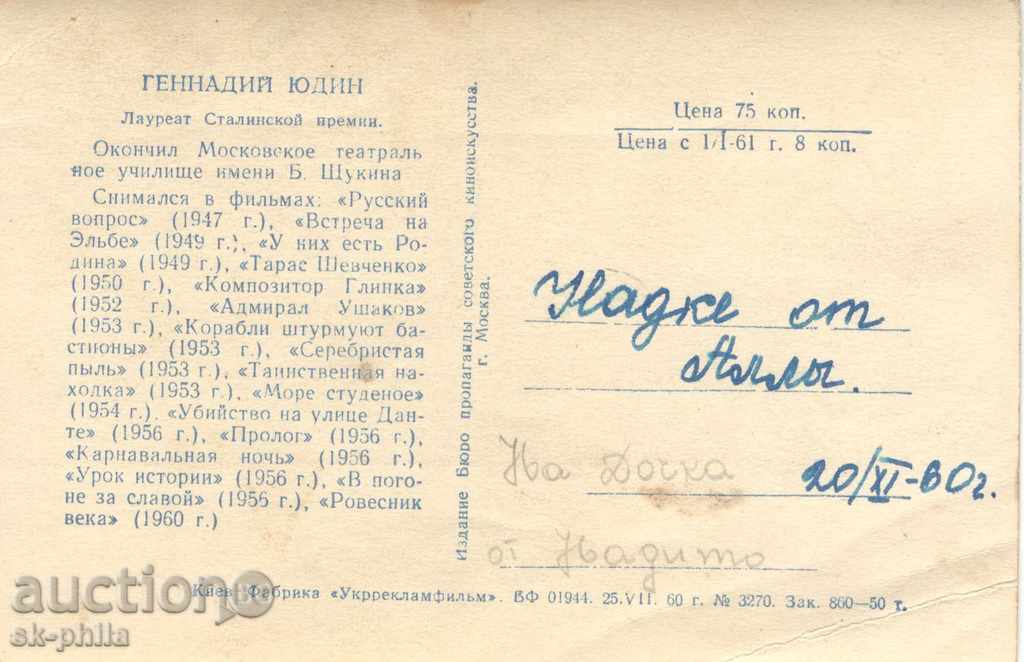 ГЕННАДИЙ ЮДИН
Лауреат Сталинской премии.
Окончил Московское театраль
ное училище имени Б. Щукина
Снимался в фильмах: «Русский
вопрос» (1947 г.), «Встреча на
Эльбе» (1949 г.), «У них есть Ро-
дина» (1949 г.), «Тарас Шевченко»
(1950 г.), «Композитор Глинка»
(1952 г.), «Адмирал Ушаков»
(1953 г.), «Корабли штурмуют ба-
стионы» (1953 г.), «Серебристая
пыль» (1953 г.), «Таинственная на-
ходка» (1953 г.), «Море студеное»
(1954 г.), «Убийство на улице Дан-
те» (1956 г.), «Пролог» (1956 г.),
«Карнавальная ночь» (1956 г.),
«Урок истории» (1956 г.), «В пого-
не за славой» (1956 г.), «Ровесник
века» (1960 г.)
Издание Бюро пропаганды советского киноискусства.
г. Москва.
Цена 75 коп.
Цена с 1/I-61 г. 8 коп.
Надке от
Аллы.
20/XI-60г.
На Дочка
от Надито
Киев Фабрика «Укррекламфильм». БФ 01944. 25.VII. 60 г. № 3270. Зак. 860—50 т.
auction
sk-phila